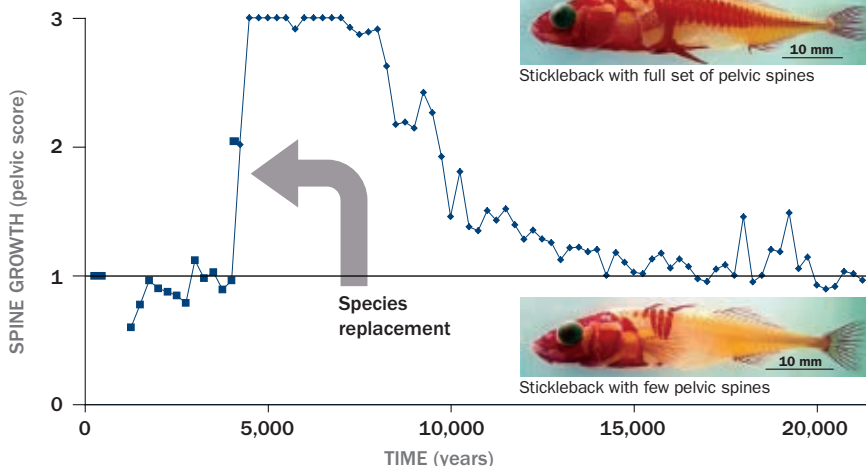 3
10 mm
Stickleback with full set of pelvic spines
2
SPINE GROWTH (pelvic score)
1
Species
replacement
10 mm
Stickleback with few pelvic spines
0
0
5,000
10,000
15,000
20,000
TIME (years)